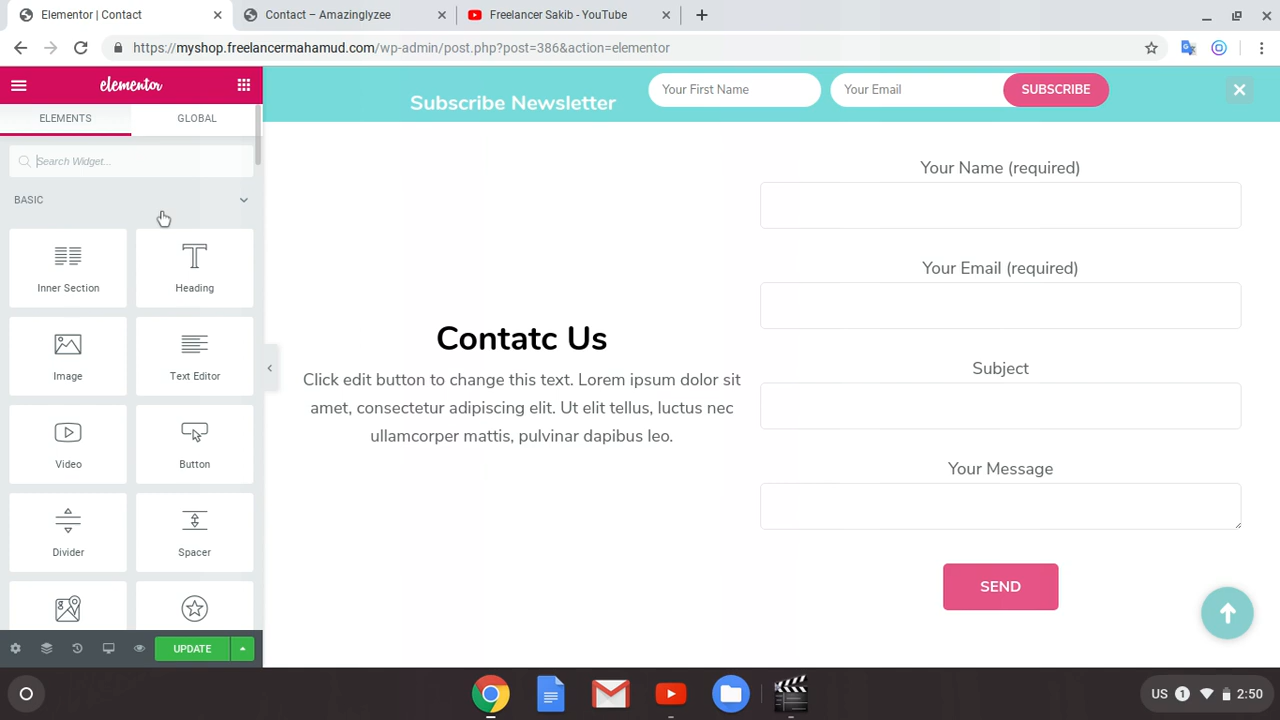 Elementor | Contact
Contact – Amazinglyzee
Freelancer Sakib - YouTube
https://myshop.freelancermahamud.com/wp-admin/post.php?post=386&action=elementor
elementor
ELEMENTS
GLOBAL
Search Widget...
BASIC
Inner Section
Heading
Image
Text Editor
Video
Button
Divider
Spacer
UPDATE
Subscribe Newsletter
Your First Name
Your Email
SUBSCRIBE
Contatc Us
Click edit button to change this text. Lorem ipsum dolor sit
amet, consectetur adipiscing elit. Ut elit tellus, luctus nec
ullamcorper mattis, pulvinar dapibus leo.
Your Name (required)
Your Email (required)
Subject
Your Message
SEND
US
1
2:50